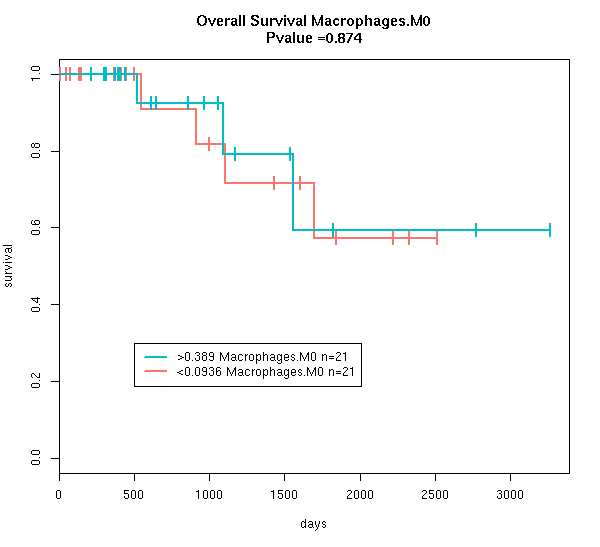 Overall Survival Macrophages.M0
Pvalue =0.874
1.0
0.8
0.6
0.4
0.2
0.0
survival
>0.389 Macrophages.M0 n=21
<0.0936 Macrophages.M0 n=21
0 500 1000 1500 2000 2500 3000
days